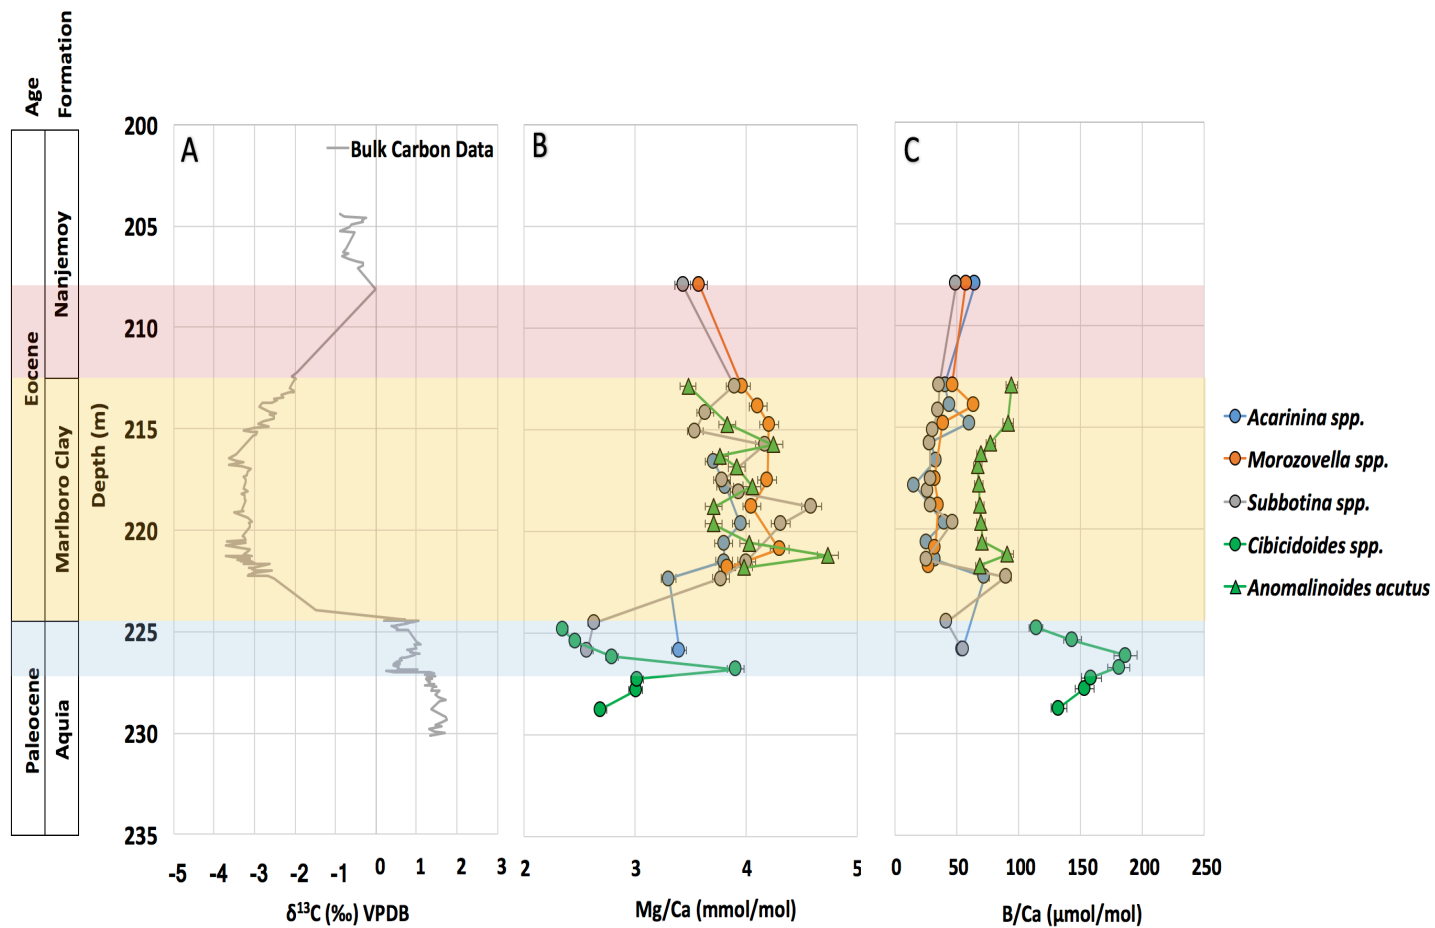 Age
Formation
Eocene
Paleocene
Nanjemoy
Marlboro Clay
Aquia
Depth (m)
200
205
210
215
220
225
230
235
A
Bulk Carbon Data
-5 -4 -3 -2 -1 0 1 2 3
δ¹³C (‰) VPDB
B
2 3 4 5
Mg/Ca (mmol/mol)
C
0 50 100 150 200 250
B/Ca (µmol/mol)
Acarinina spp.
Morozovella spp.
Subbotina spp.
Cibicidoides spp.
Anomalinoides acutus